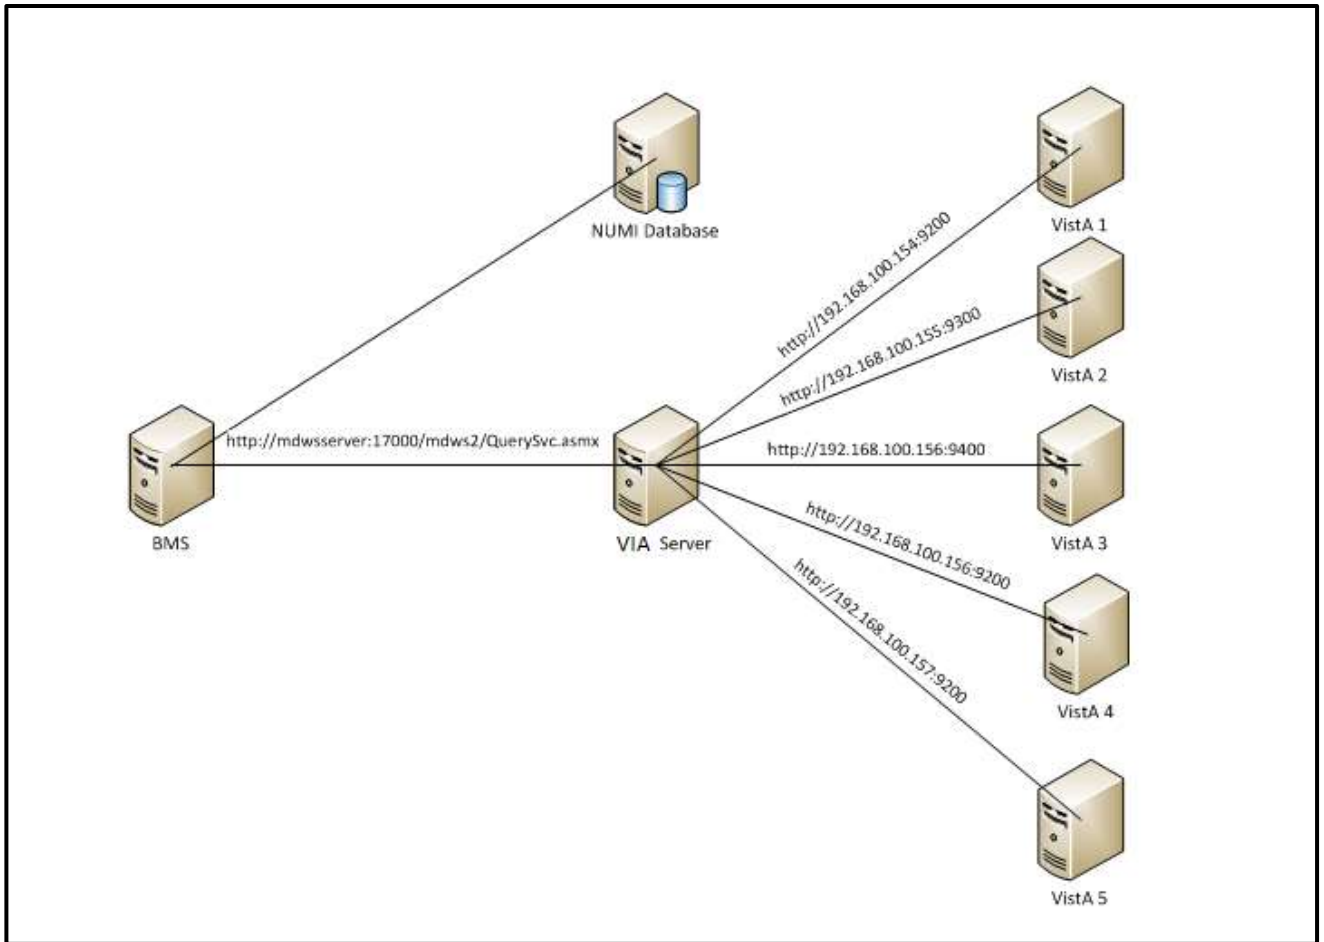 NUMI Database
VistA 1
http://192.168.100.154:9200
VistA 2
http://192.168.100.155:9300
http://mdwsserver:17000/mdws2/QuerySvc.asmx
http://192.168.100.156:9400
BMS
VIA Server
VistA 3
http://192.168.100.156:9200
VistA 4
http://192.168.100.157:9200
VistA 5